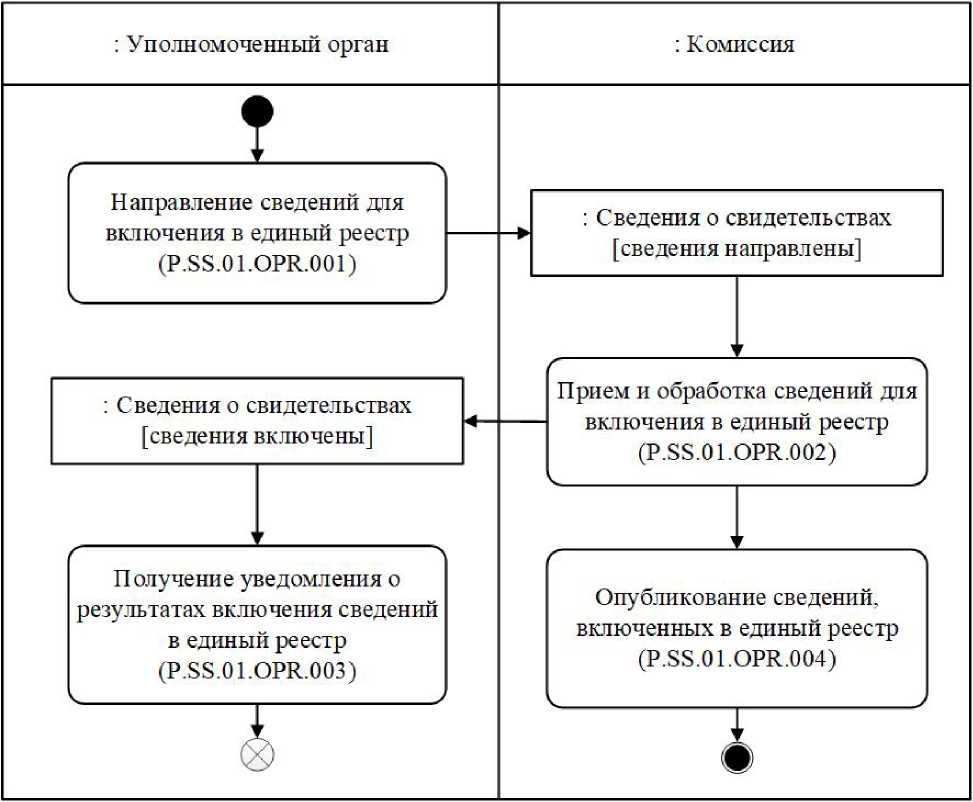 : Уполномоченный орган
: Комиссия
Направление сведений для
включения в единый реестр
(P.SS.01.OPR.001)
: Сведения о свидетельствах
[сведения направлены]
Прием и обработка сведений для
включения в единый реестр
(P.SS.01.OPR.002)
: Сведения о свидетельствах
[сведения включены]
Получение уведомления о
результатах включения сведений
в единый реестр
(P.SS.01.OPR.003)
Опубликование сведений,
включенных в единый реестр
(P.SS.01.OPR.004)